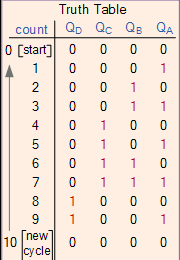 Truth Table
count QD QC QB QA
0 [start] 0 0 0 0
1 0 0 0 1
2 0 0 1 0
3 0 0 1 1
4 0 1 0 0
5 0 1 0 1
6 0 1 1 0
7 0 1 1 1
8 1 0 0 0
9 1 0 0 1
10 [new cycle] 0 0 0 0